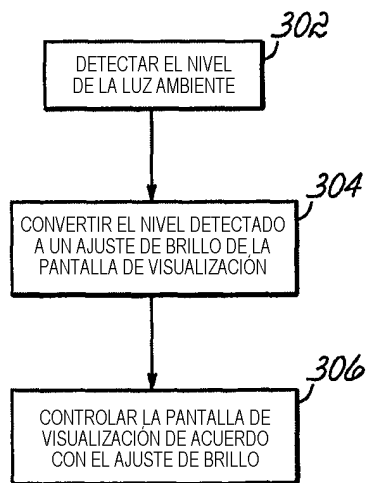 302
DETECTAR EL NIVEL
DE LA LUZ AMBIENTE
304
CONVERTIR EL NIVEL DETECTADO
A UN AJUSTE DE BRILLO DE LA
PANTALLA DE VISUALIZACIÓN
306
CONTROLAR LA PANTALLA DE
VISUALIZACIÓN DE ACUERDO
CON EL AJUSTE DE BRILLO